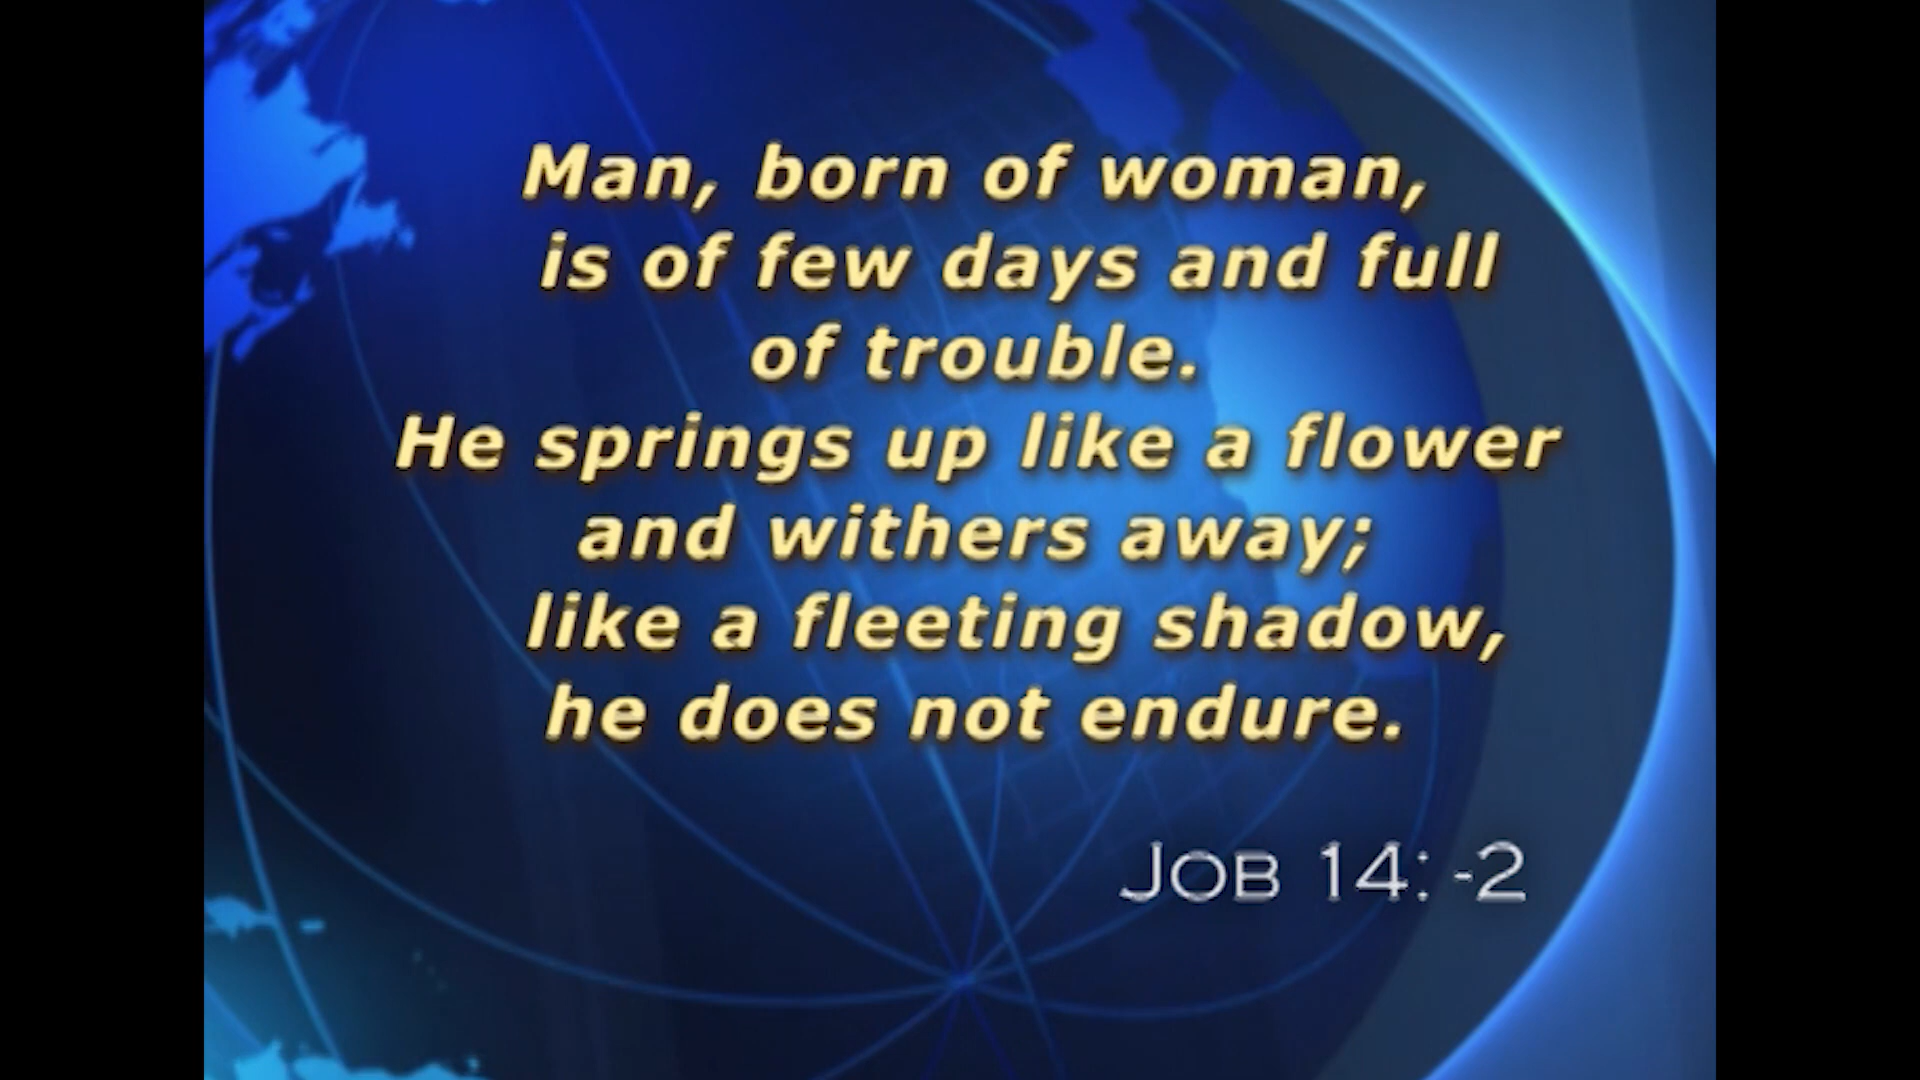 Man, born of woman,
is of few days and full
of trouble.
He springs up like a flower
and withers away;
like a fleeting shadow,
he does not endure.
JOB 14: -2